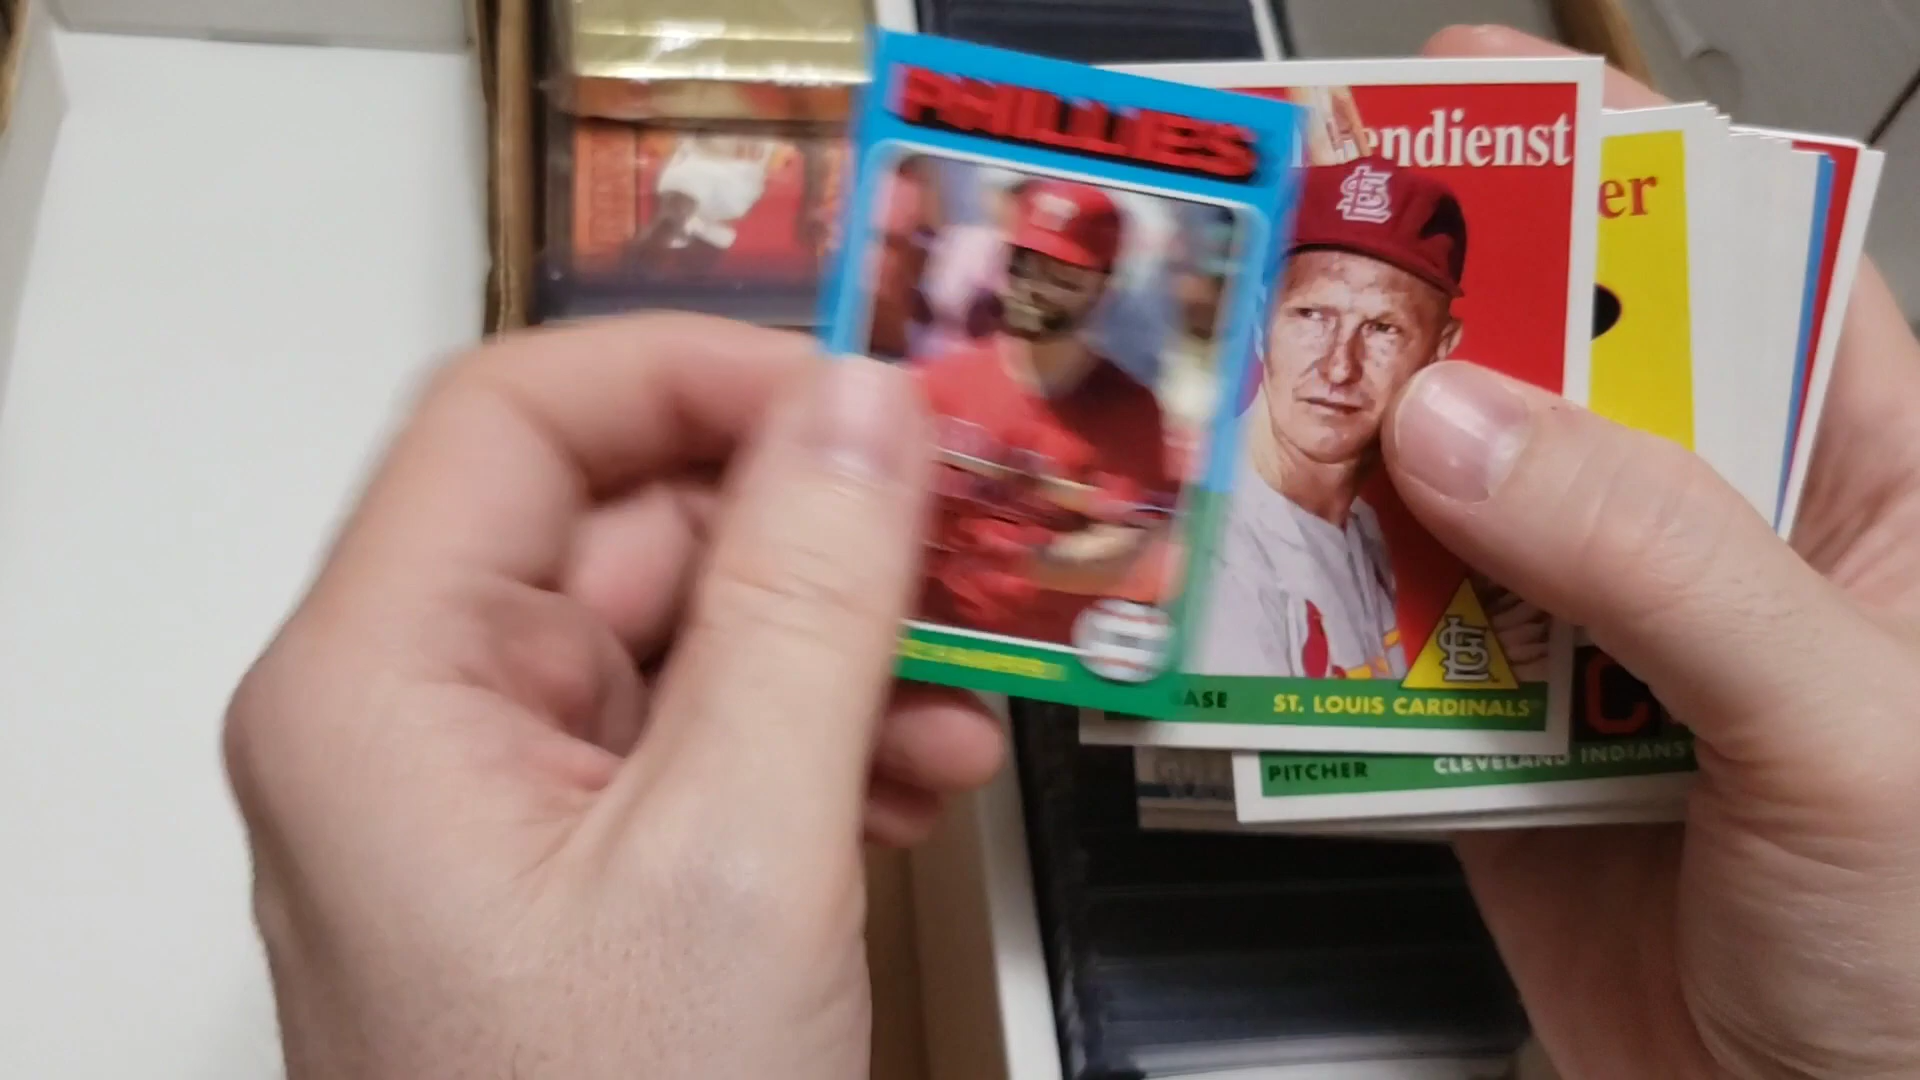 PHILLIES
endienst
er
ASE ST. LOUIS CARDINALS
PITCHER CLEVELAND INDIANS